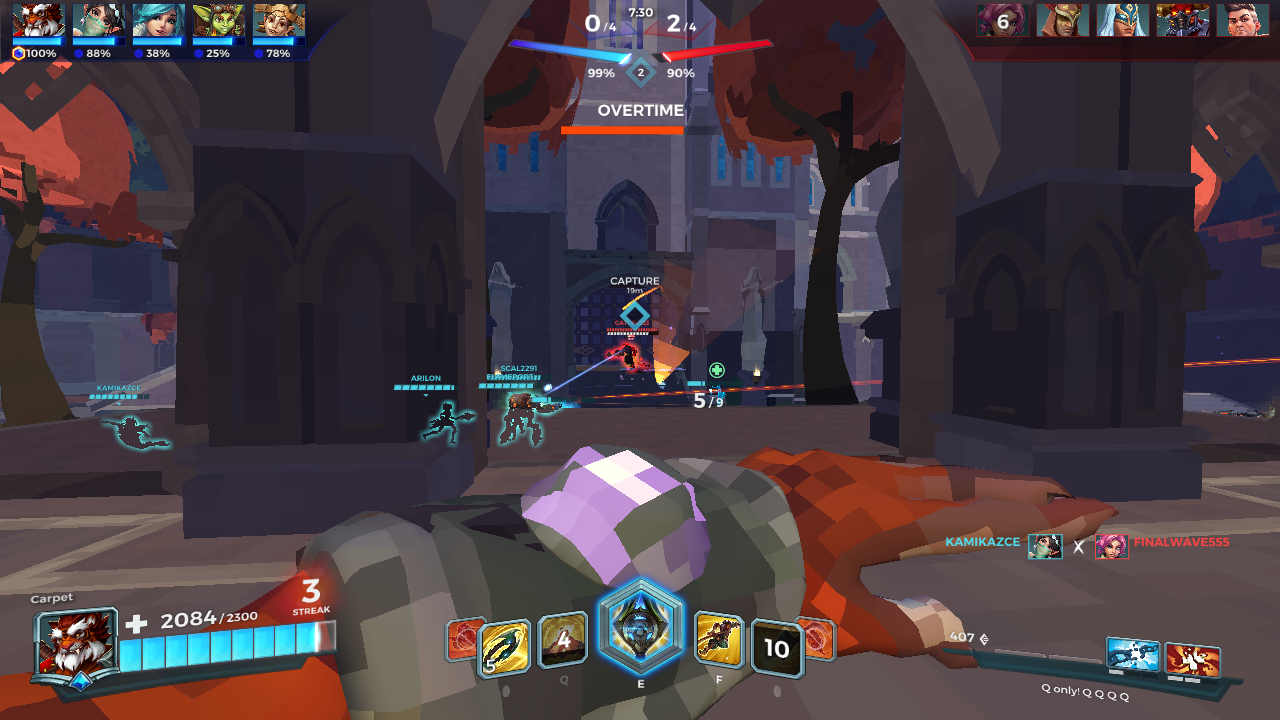 100%
88%
38%
25%
78%
0/4
7:30
2/4
6
99%
2
90%
OVERTIME
CAPTURE
19m
KAMIKAZCE
ARILON
SCAL2291
5/9
KAMIKAZCE X FINALWAVE555
Carpet
2084/2300
3
STREAK
5
4
10
Q
E
F
407
Q only! Q Q Q Q